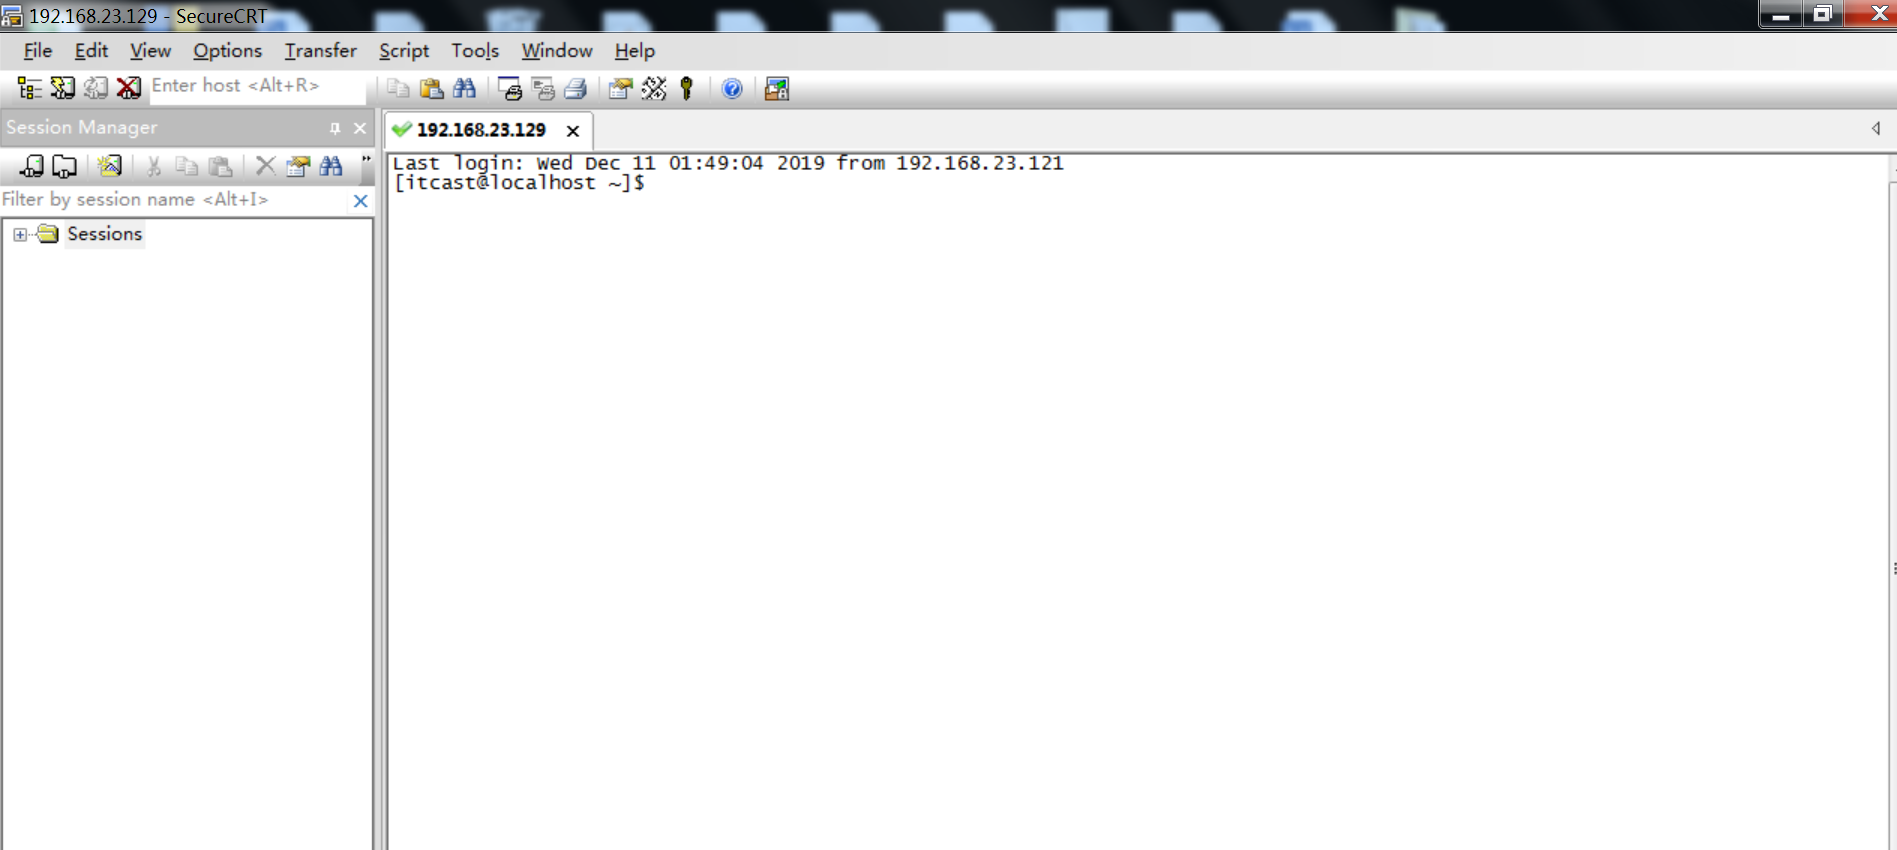 192.168.23.129 - SecureCRT
File Edit View Options Transfer Script Tools Window Help
Enter host <Alt+R>
Session Manager
192.168.23.129
Filter by session name <Alt+I>
Sessions
Last login: Wed Dec 11 01:49:04 2019 from 192.168.23.121
[itcast@localhost ~]$